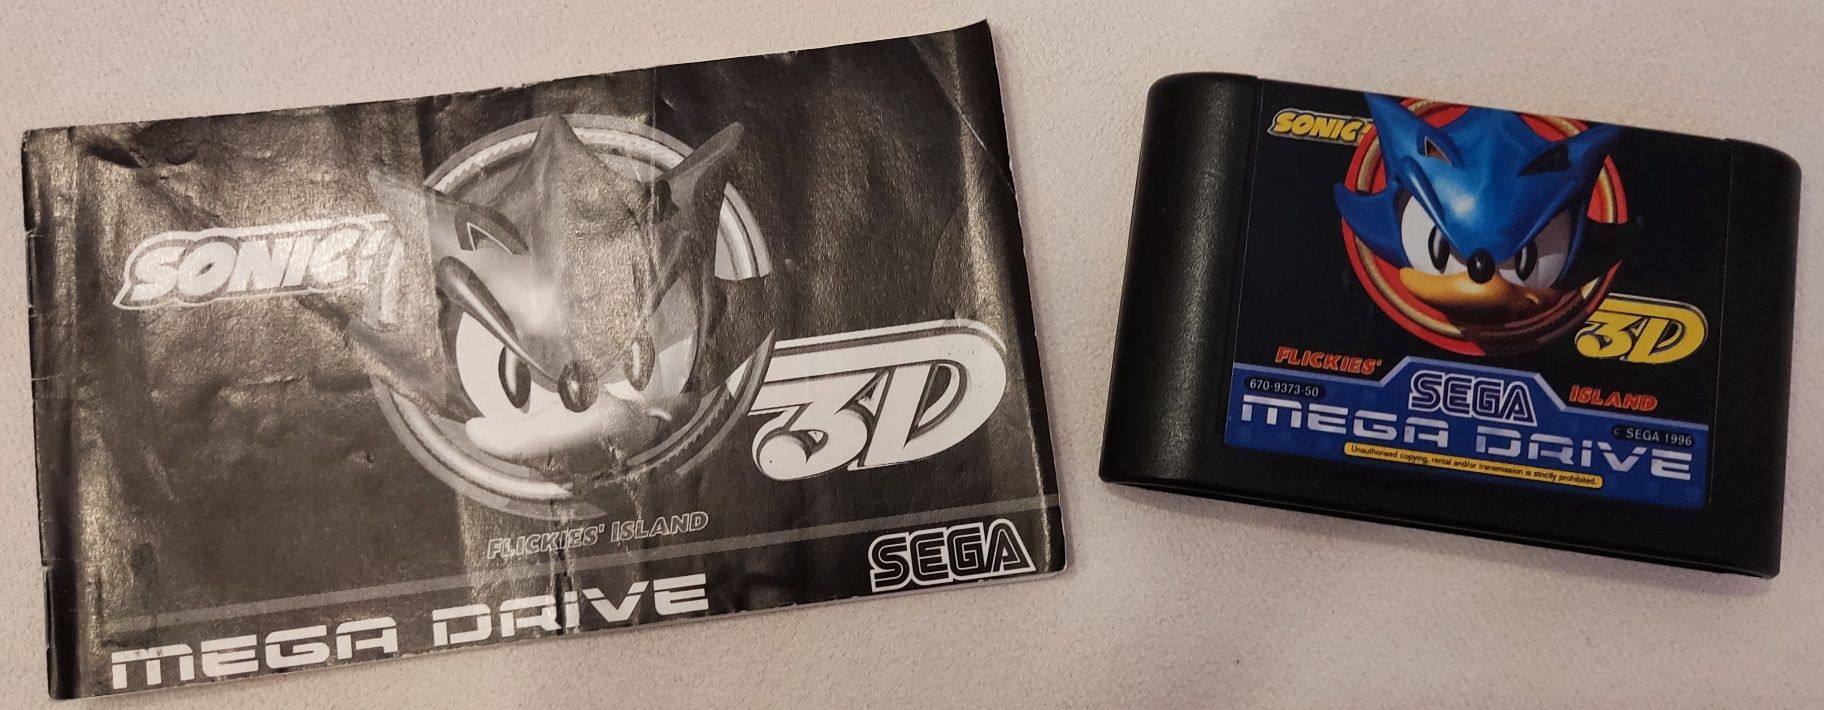 SONIC
3D
FLICKIES' ISLAND
SEGA
MEGA DRIVE
SONIC
3D
FLICKIES'
ISLAND
670-9373-50
SEGA
© SEGA 1996
MEGA DRIVE
Unauthorised copying, rental and/or transmission is strictly prohibited.